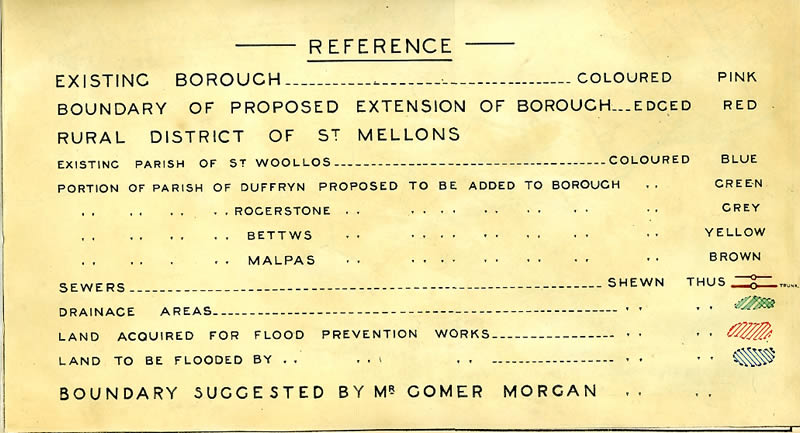 REFERENCE
EXISTING BOROUGH COLOURED PINK
BOUNDARY OF PROPOSED EXTENSION OF BOROUGH EDGED RED
RURAL DISTRICT OF ST MELLONS
EXISTING PARISH OF ST WOOLLOS COLOURED BLUE
PORTION OF PARISH OF DUFFRYN PROPOSED TO BE ADDED TO BOROUGH .. GREEN
.. .. .. .. ROGERSTONE .. .. .. .. .. .. .. GREY
.. .. .. .. BETTWS .. .. .. .. .. .. .. YELLOW
.. .. .. .. MALPAS .. .. .. .. .. .. .. BROWN
SEWERS SHEWN THUS TRUNK
DRAINAGE AREAS .. ..
LAND ACQUIRED FOR FLOOD PREVENTION WORKS .. ..
LAND TO BE FLOODED BY .. .. .. .. ..
BOUNDARY SUGGESTED BY MR GOMER MORGAN .. ..